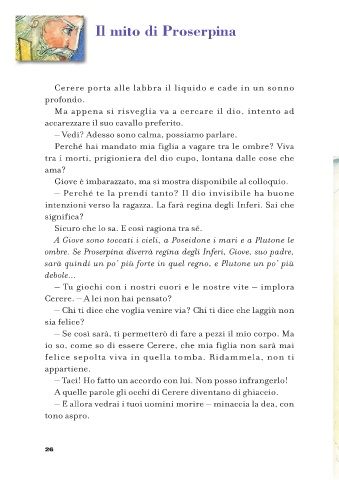 Il mito di Proserpina
Cerere porta alle labbra il liquido e cade in un sonno
profondo.
Ma appena si risveglia va a cercare il dio, intento ad
accarezzare il suo cavallo preferito.
– Vedi? Adesso sono calma, possiamo parlare.
Perché hai mandato mia figlia a vagare tra le ombre? Viva
tra i morti, prigioniera del dio cupo, lontana dalle cose che
ama?
Giove è imbarazzato, ma si mostra disponibile al colloquio.
– Perché te la prendi tanto? Il dio invisibile ha buone
intenzioni verso la ragazza. La farà regina degli Inferi. Sai che
significa?
Sicuro che lo sa. E così ragiona tra sé.
A Giove sono toccati i cieli, a Poseidone i mari e a Plutone le
ombre. Se Proserpina diverrà regina degli Inferi, Giove, suo padre,
sarà quindi un po’ più forte in quel regno, e Plutone un po’ più
debole...
– Tu giochi con i nostri cuori e le nostre vite – implora
Cerere. – A lei non hai pensato?
– Chi ti dice che voglia venire via? Chi ti dice che laggiù non
sia felice?
– Se così sarà, ti permetterò di fare a pezzi il mio corpo. Ma
io so, come so di essere Cerere, che mia figlia non sarà mai
felice sepolta viva in quella tomba. Ridammela, non ti
appartiene.
– Taci! Ho fatto un accordo con lui. Non posso infrangerlo!
A quelle parole gli occhi di Cerere diventano di ghiaccio.
– E allora vedrai i tuoi uomini morire – minaccia la dea, con
tono aspro.
26